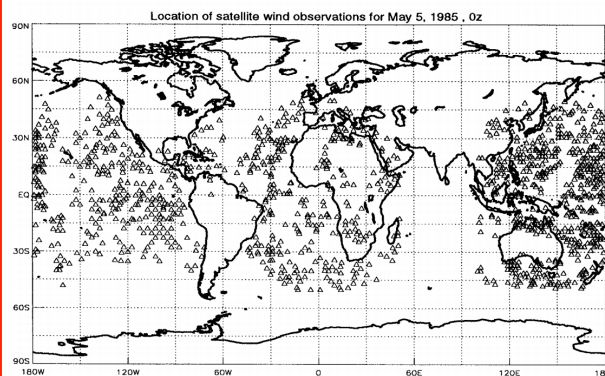 Location of satellite wind observations for May 5, 1985 , 0z
90N
60N
30N
EQ
30S
60S
90S
180W 120W 60W 0 60E 120E 18